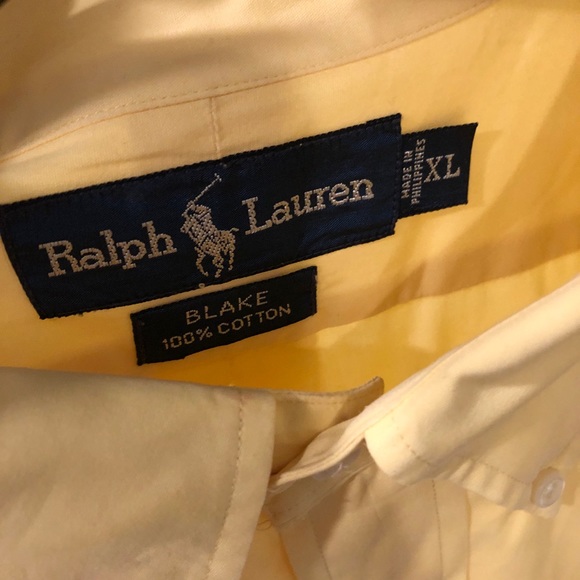 Ralph Lauren
MADE IN
PHILIPPINES
XL
BLAKE
100% COTTON